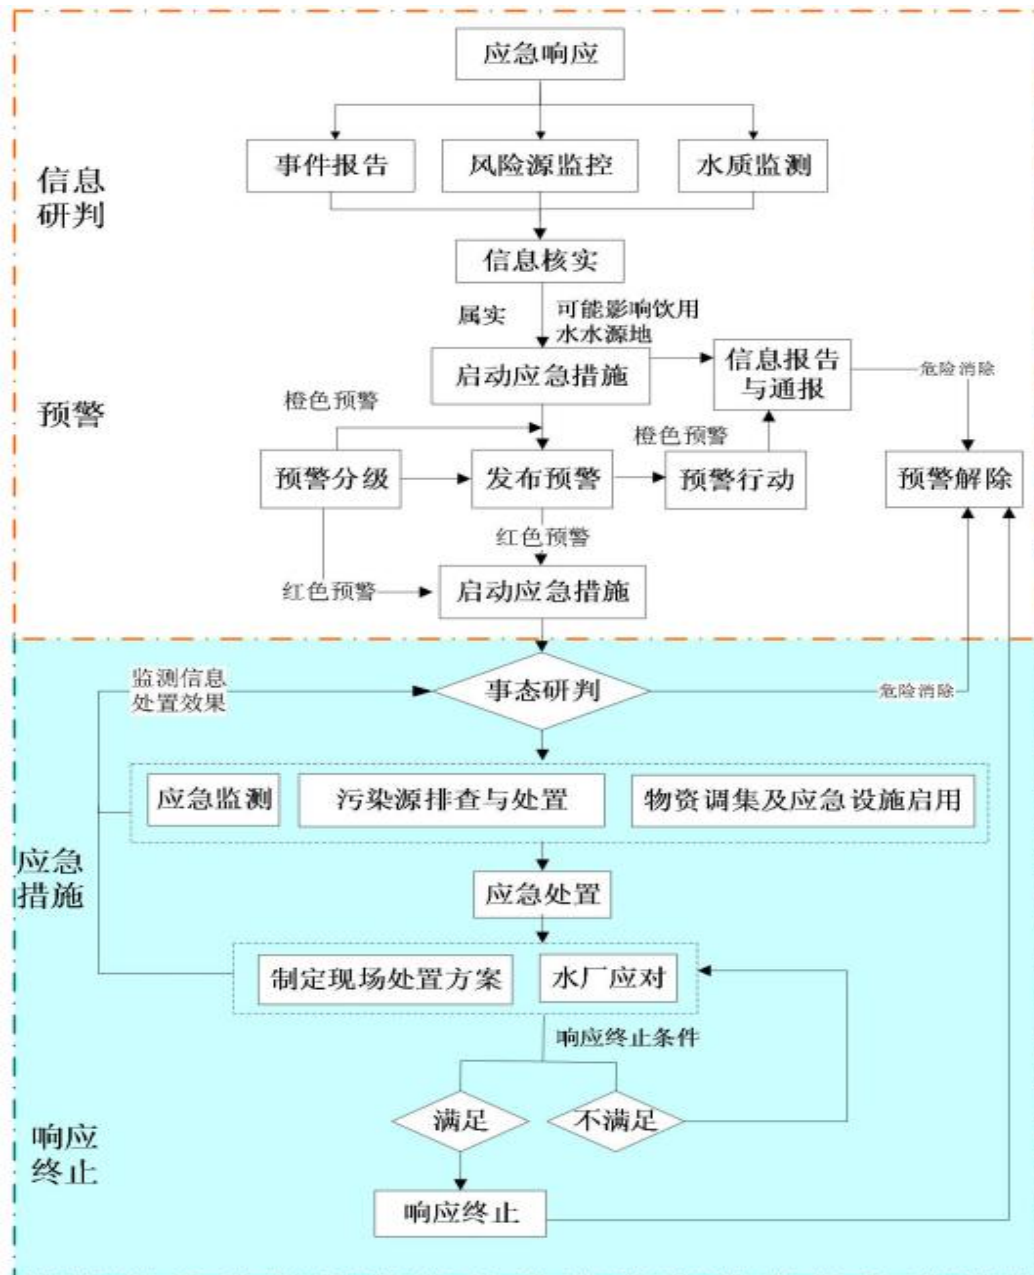 应急响应
事件报告
风险源监控
水质监测
信息
研判
信息核实
属实
可能影响饮用
水水源地
启动应急措施
信息报告
与通报
危险消除
预警
橙色预警
橙色预警
预警分级
发布预警
预警行动
预警解除
红色预警
红色预警
启动应急措施
监测信息
处置效果
事态研判
危险消除
应急监测
污染源排查与处置
物资调集及应急设施启用
应急
措施
应急处置
制定现场处置方案
水厂应对
响应终止条件
满足
不满足
响应
终止
响应终止